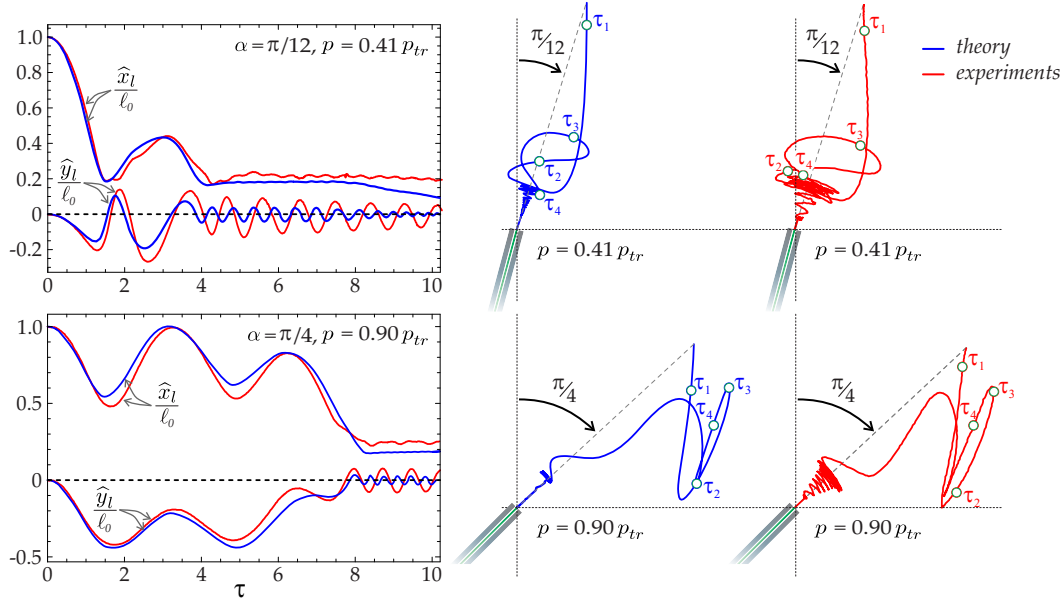 α = π/12, p = 0.41 p_tr
1.0
0.8
0.6
0.4
0.2
0
-0.2
x̂_l/ℓ_0
ŷ_l/ℓ_0
0 2 4 6 8 10
α = π/4, p = 0.90 p_tr
1.0
0.5
0
-0.5
x̂_l/ℓ_0
ŷ_l/ℓ_0
0 2 4 6 8 10
τ
π/12
τ_1
τ_3
τ_2
τ_4
p = 0.41 p_tr
π/12
τ_1
τ_3
τ_2 τ_4
p = 0.41 p_tr
theory
experiments
π/4
τ_1 τ_3
τ_4
τ_2
p = 0.90 p_tr
π/4
τ_1
τ_3
τ_4
τ_2
p = 0.90 p_tr